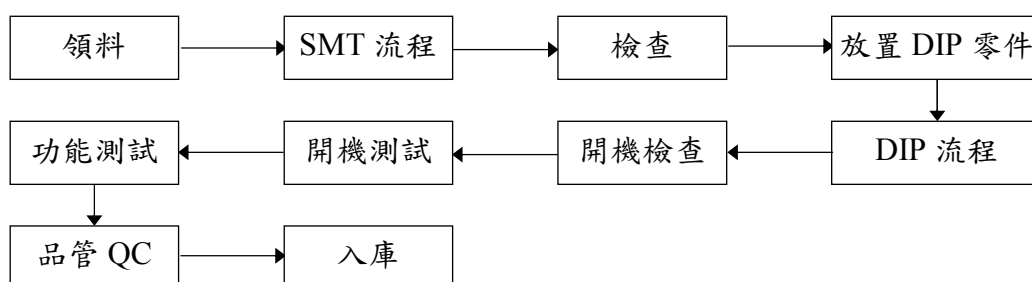 領料
SMT 流程
檢查
放置 DIP 零件
DIP 流程
開機檢查
開機測試
功能測試
品管 QC
入庫